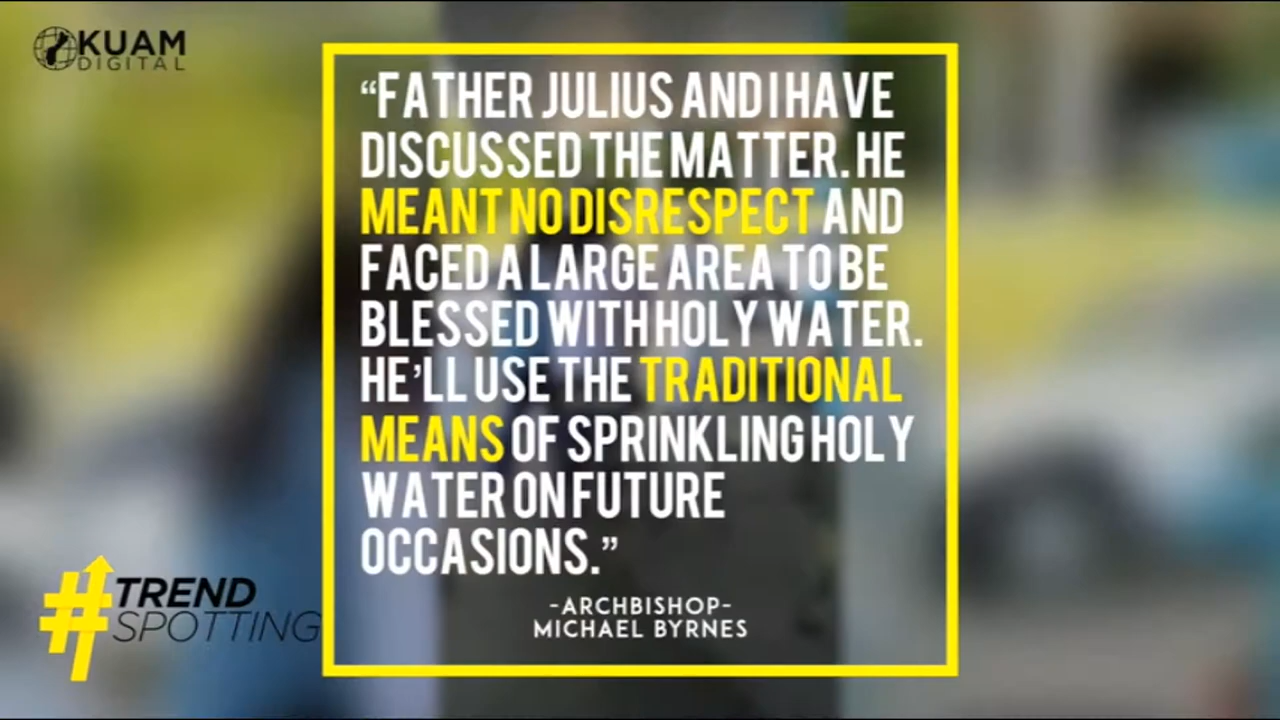 KUAM
DIGITAL
“FATHER JULIUS AND I HAVE
DISCUSSED THE MATTER. HE
MEANT NO DISRESPECT AND
FACED A LARGE AREA TO BE
BLESSED WITH HOLY WATER.
HE’LL USE THE TRADITIONAL
MEANS OF SPRINKLING HOLY
WATER ON FUTURE
OCCASIONS.”
-ARCHBISHOP-
MICHAEL BYRNES
#TREND
SPOTTING